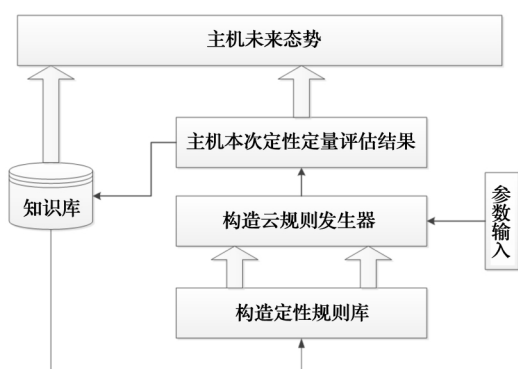 主机未来态势
主机本次定性定量评估结果
知识库
构造云规则发生器
参数输入
构造定性规则库